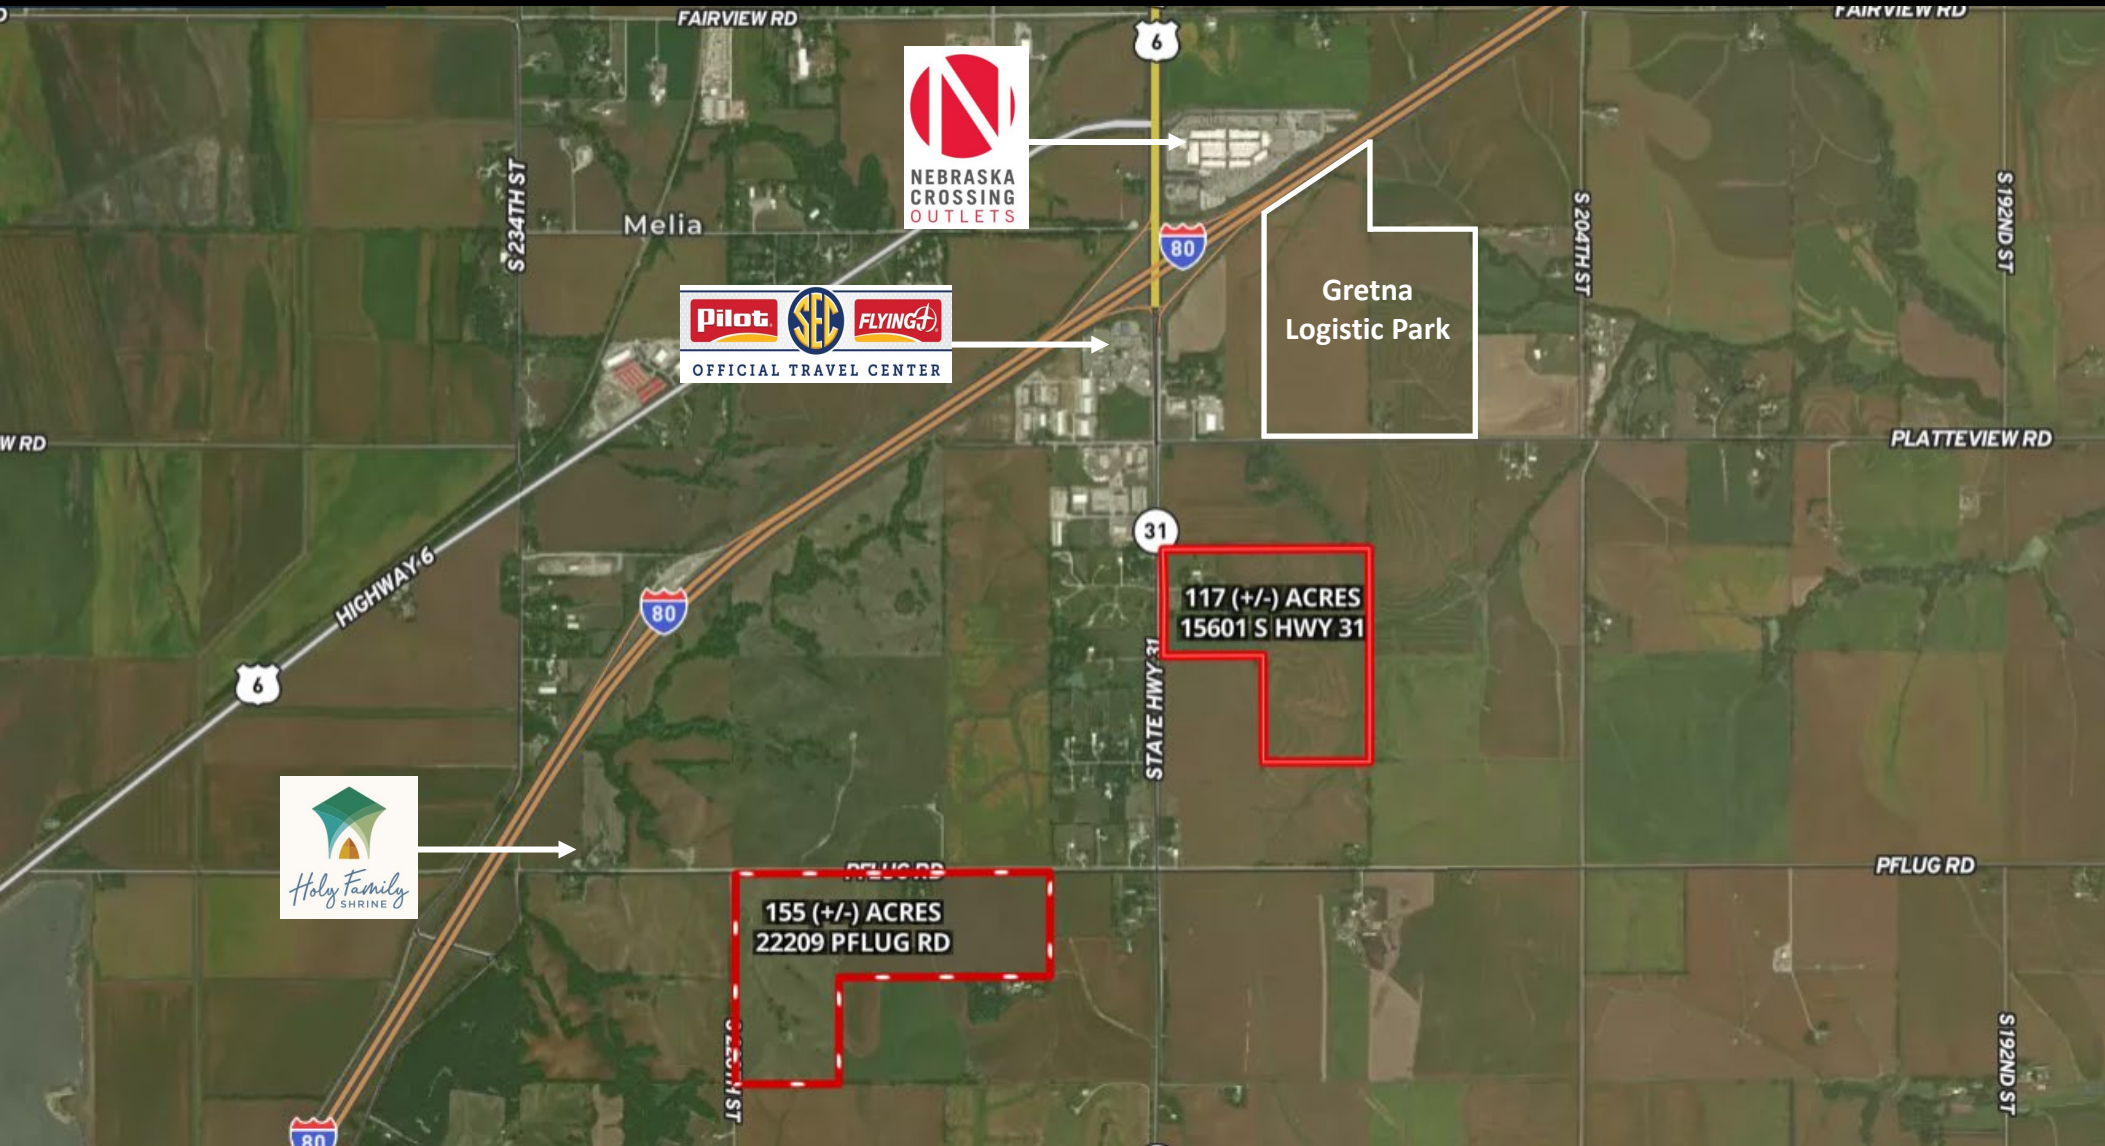 FAIRVIEW RD
FAIRVIEW RD
6
NEBRASKA
CROSSING
OUTLETS
S 234TH ST
Melia
80
S 204TH ST
S 192ND ST
Gretna
Logistic Park
Pilot
SEC
FLYING J
OFFICIAL TRAVEL CENTER
W RD
PLATTEVIEW RD
31
HIGHWAY 6
80
117 (+/-) ACRES
15601 S HWY 31
6
STATE HWY 31
Holy Family
SHRINE
PFLUG RD
PFLUG RD
155 (+/-) ACRES
22209 PFLUG RD
ST
S 192ND ST
80